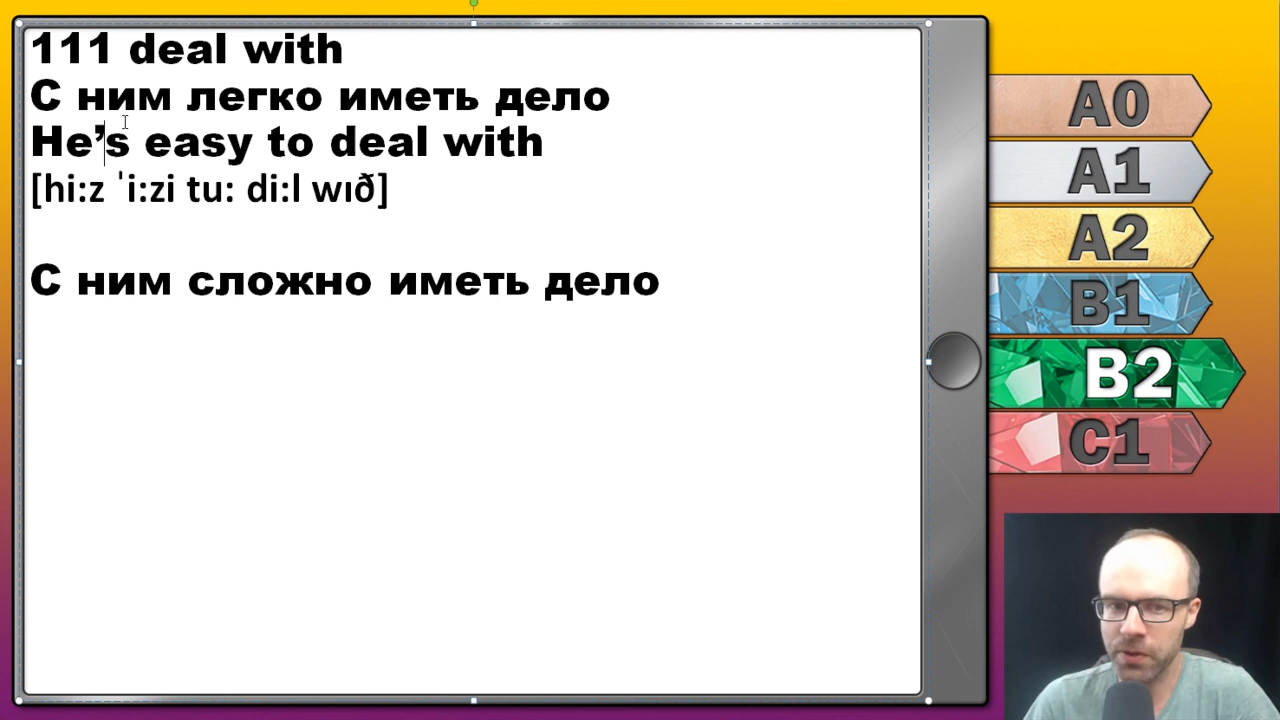 111 deal with
С ним легко иметь дело
He’s easy to deal with
[hi:z ˈi:zi tu: di:l wɪð]
С ним сложно иметь дело
A0
A1
A2
B1
B2
C1